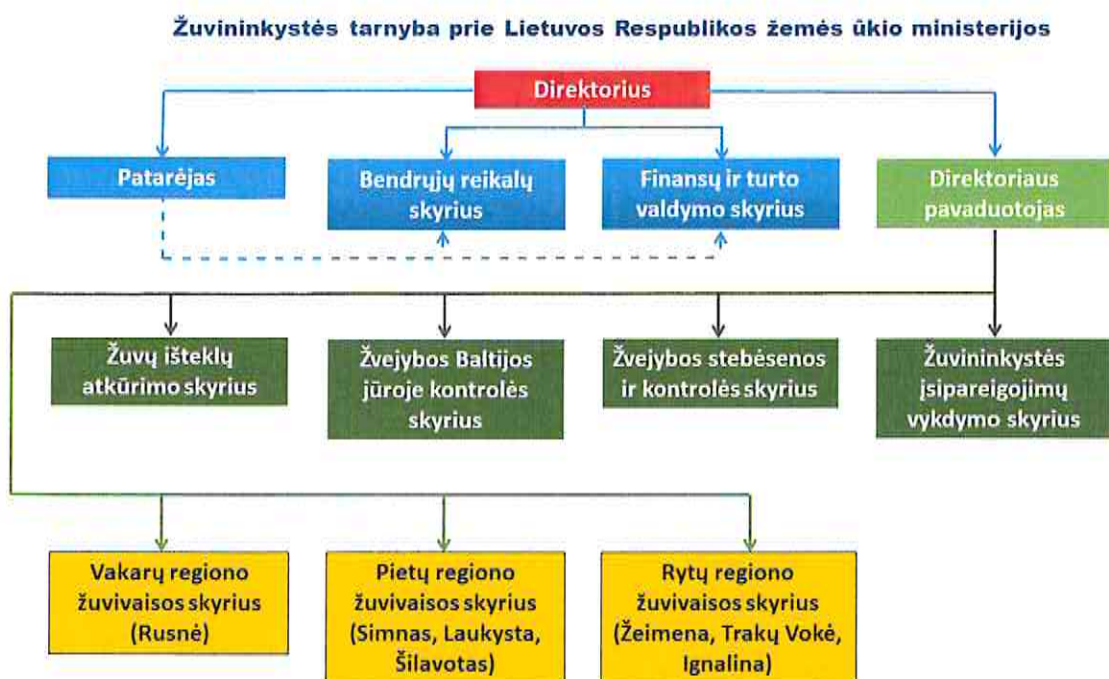 Žuvininkystės tarnyba prie Lietuvos Respublikos žemės ūkio ministerijos
Direktorius
Patarėjas
Bendrųjų reikalų
skyrius
Finansų ir turto
valdymo skyrius
Direktoriaus
pavaduotojas
Žuvų išteklų
atkūrimo skyrius
Žvejybos Baltijos
jūroje kontrolės
skyrius
Žvejybos stebėsenos
ir kontrolės skyrius
Žuvininkystės
įsipareigojimų
vykdymo skyrius
Vakarų regiono
žuvivaisos skyrius
(Rusnė)
Pietų regiono
žuvivaisos skyrius
(Simnas, Laukysta,
Šilavotas)
Rytų regiono
žuvivaisos skyrius
(Žeimena, Trakų Vokė,
Ignalina)